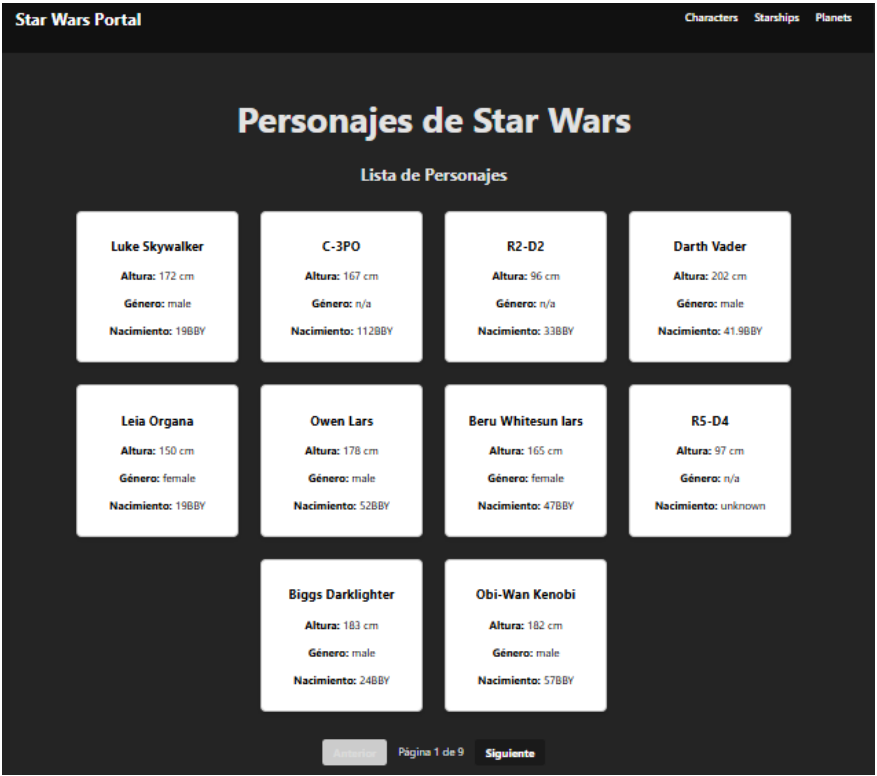 Star Wars Portal
Characters Starships Planets
Personajes de Star Wars
Lista de Personajes
Luke Skywalker
Altura: 172 cm
Género: male
Nacimiento: 19BBY
C-3PO
Altura: 167 cm
Género: n/a
Nacimiento: 112BBY
R2-D2
Altura: 96 cm
Género: n/a
Nacimiento: 33BBY
Darth Vader
Altura: 202 cm
Género: male
Nacimiento: 41.9BBY
Leia Organa
Altura: 150 cm
Género: female
Nacimiento: 19BBY
Owen Lars
Altura: 178 cm
Género: male
Nacimiento: 52BBY
Beru Whitesun lars
Altura: 165 cm
Género: female
Nacimiento: 47BBY
R5-D4
Altura: 97 cm
Género: n/a
Nacimiento: unknown
Biggs Darklighter
Altura: 183 cm
Género: male
Nacimiento: 24BBY
Obi-Wan Kenobi
Altura: 182 cm
Género: male
Nacimiento: 57BBY
Anterior Página 1 de 9 Siguiente